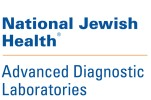 National Jewish
Health®
Advanced Diagnostic
Laboratories